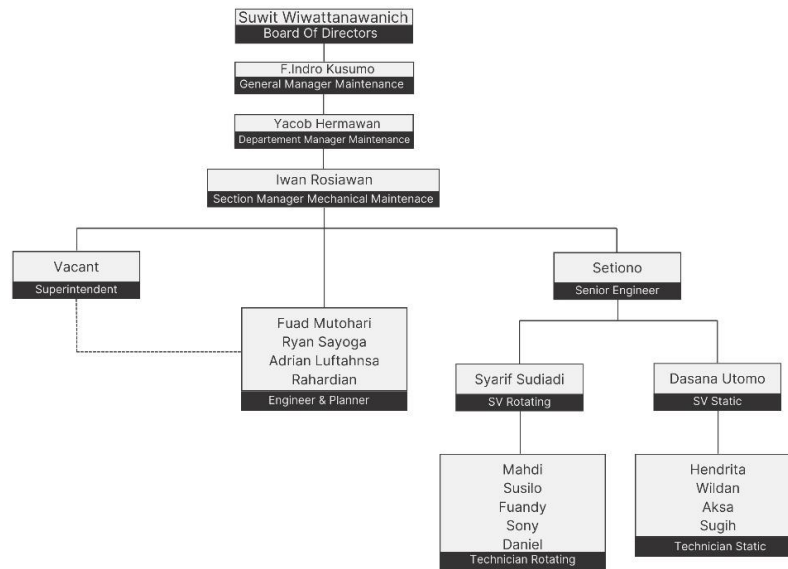 Suwit Wiwattanawanich
Board Of Directors
F.Indro Kusumo
General Manager Maintenance
Yacob Hermawan
Departement Manager Maintenance
Iwan Rosiawan
Section Manager Mechanical Maintenace
Vacant
Superintendent
Setiono
Senior Engineer
Fuad Mutohari
Ryan Sayoga
Adrian Luftahnsa
Rahardian
Engineer & Planner
Syarif Sudiadi
SV Rotating
Dasana Utomo
SV Static
Mahdi
Susilo
Fuandy
Sony
Daniel
Technician Rotating
Hendrita
Wildan
Aksa
Sugih
Technician Static